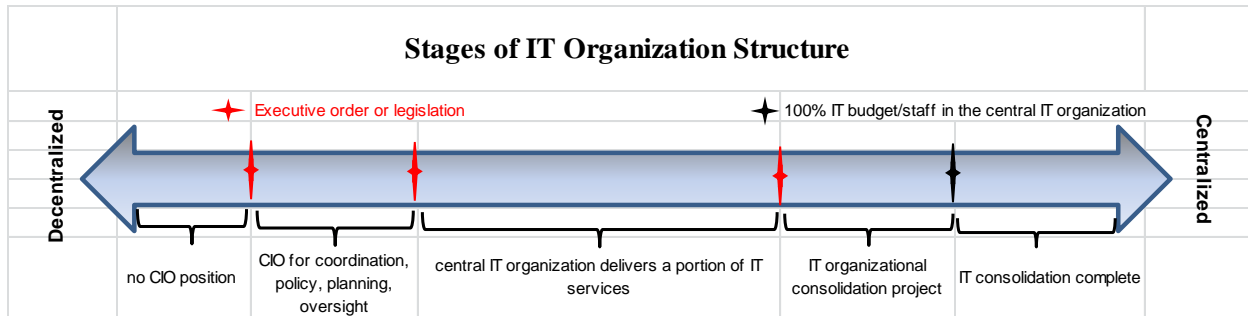 Stages of IT Organization Structure
Executive order or legislation
100% IT budget/staff in the central IT organization
Decentralized
Centralized
no CIO position
CIO for coordination,
policy, planning,
oversight
central IT organization delivers a portion of IT
services
IT organizational
consolidation project
IT consolidation complete